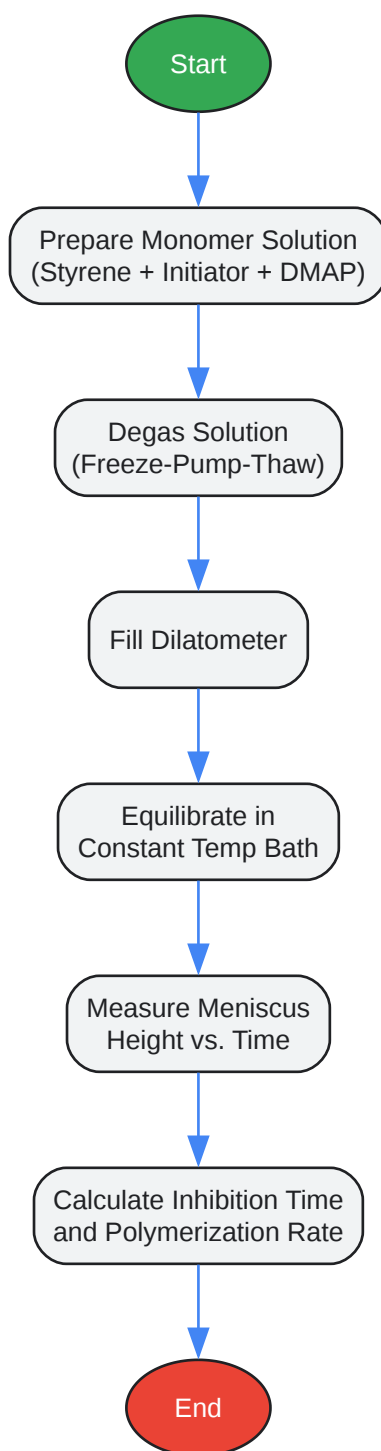 Start
Prepare Monomer Solution
(Styrene + Initiator + DMAP)
Degas Solution
(Freeze-Pump-Thaw)
Fill Dilatometer
Equilibrate in
Constant Temp Bath
Measure Meniscus
Height vs. Time
Calculate Inhibition Time
and Polymerization Rate
End